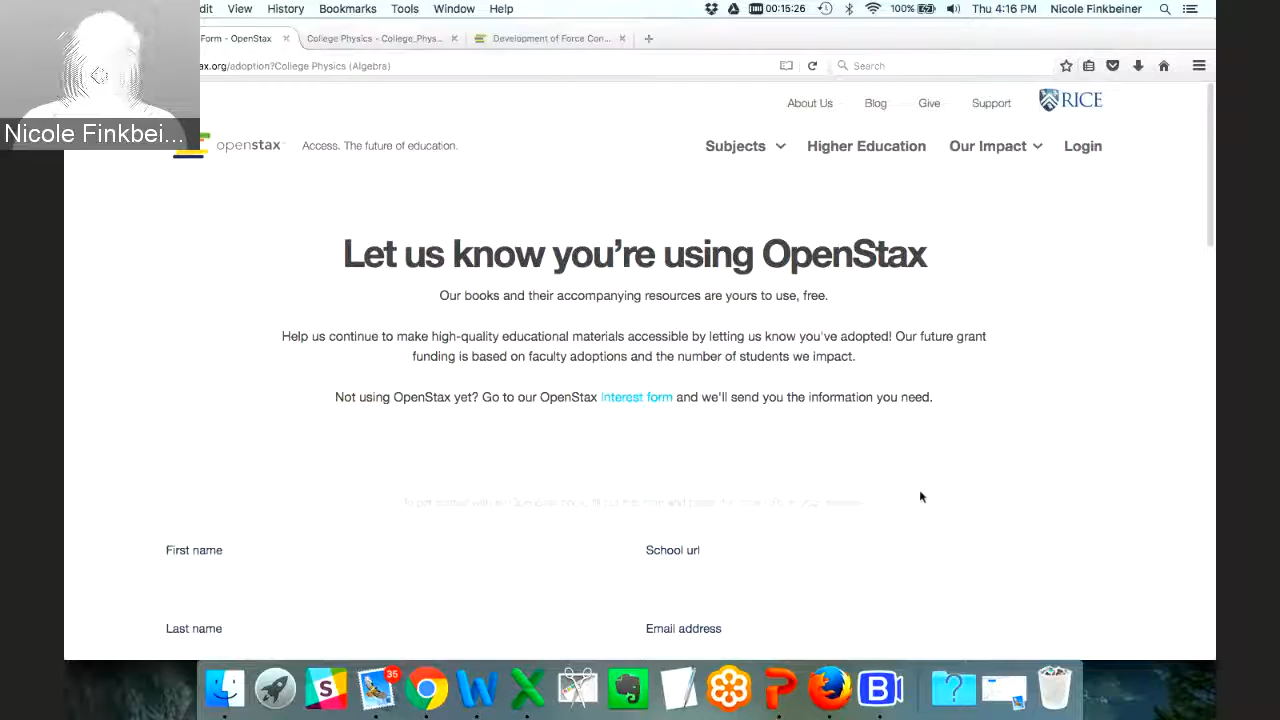 dit View History Bookmarks Tools Window Help 00:15:26 100% Thu 4:16 PM Nicole Finkbeiner
Form - OpenStax College Physics - College_Phys... Development of Force Con...
ax.org/adoption?College Physics (Algebra) Search
Nicole Finkbei...
About Us Blog Give Support RICE
openstax Access. The future of education. Subjects Higher Education Our Impact Login
Let us know you're using OpenStax
Our books and their accompanying resources are yours to use, free.
Help us continue to make high-quality educational materials accessible by letting us know you've adopted! Our future grant
funding is based on faculty adoptions and the number of students we impact.
Not using OpenStax yet? Go to our OpenStax Interest form and we'll send you the information you need.
First name School url
Last name Email address
35